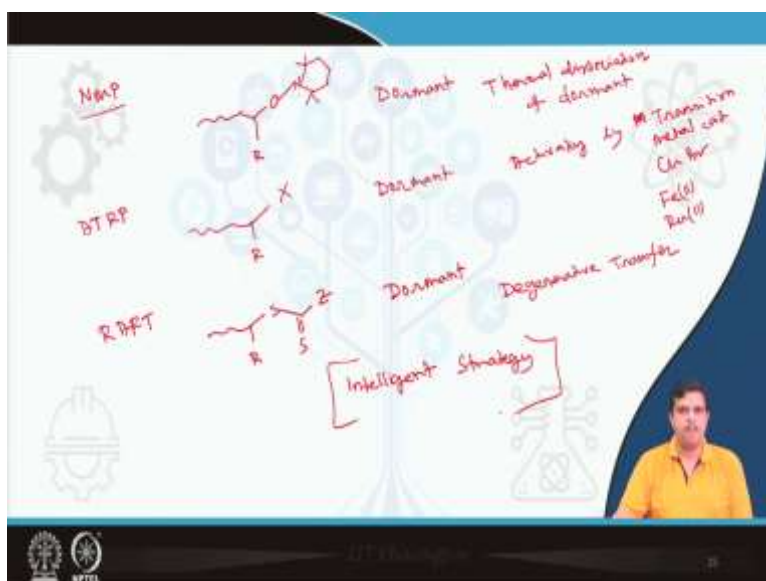 NMP
O
N
R
Dormant
Thermal dissociation
of dormant
ATRP
X
R
Dormant
Activating by Transition
metal cat
Cu Br
Fe(II)
Ru(II)
RAFT
S
Z
S
R
Dormant
Degenerative Transfer
Intelligent Strategy
NPTEL